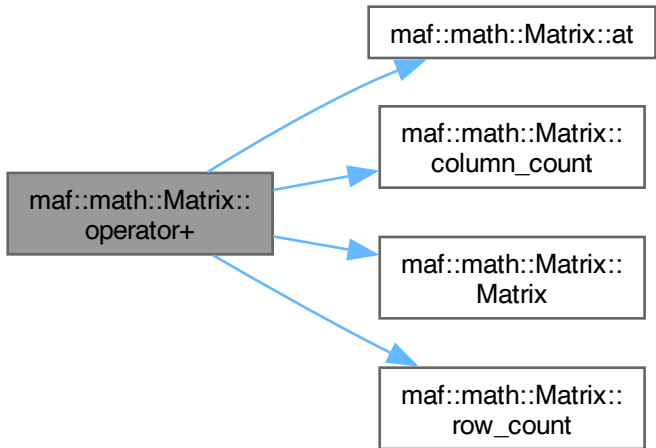 maf::math::Matrix::
operator+
maf::math::Matrix::at
maf::math::Matrix::
column_count
maf::math::Matrix::
Matrix
maf::math::Matrix::
row_count